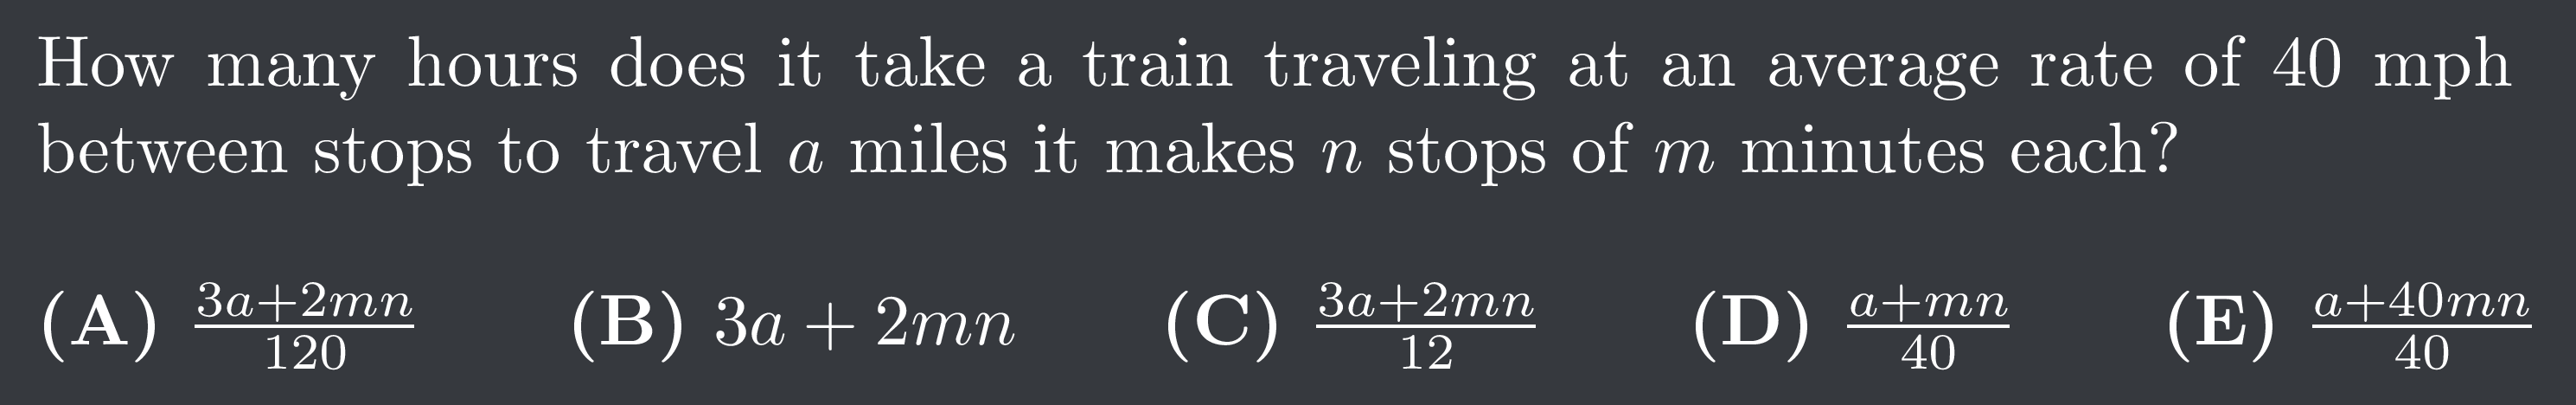 How many hours does it take a train traveling at an average rate of 40 mph
between stops to travel a miles it makes n stops of m minutes each?
(A) \frac{3a+2mn}{120} (B) 3a + 2mn (C) \frac{3a+2mn}{12} (D) \frac{a+mn}{40} (E) \frac{a+40mn}{40}